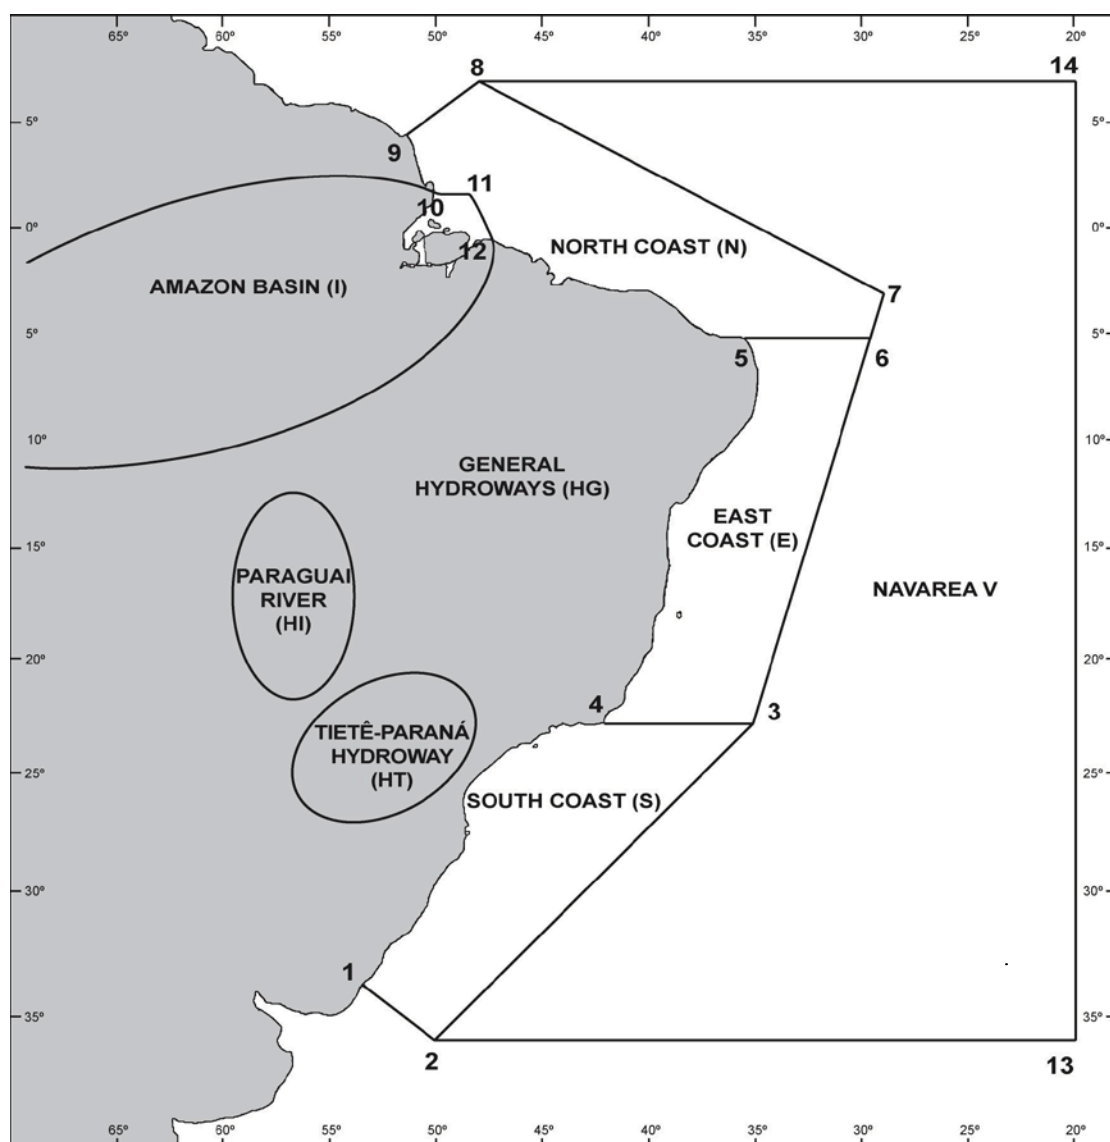 65° 60° 55° 50° 45° 40° 35° 30° 25° 20°
8 14
5° 5°
9
11
10
0° 0°
12 NORTH COAST (N)
AMAZON BASIN (I)
7
5° 5°
5 6
10° 10°
GENERAL
HYDROWAYS (HG)
EAST
COAST (E)
15° 15°
PARAGUAI
RIVER
(HI)
NAVAREA V
20° 20°
4 3
TIETÊ-PARANÁ
HYDROWAY
(HT)
25° 25°
SOUTH COAST (S)
30° 30°
1
35° 35°
2 13
65° 60° 55° 50° 45° 40° 35° 30° 25° 20°